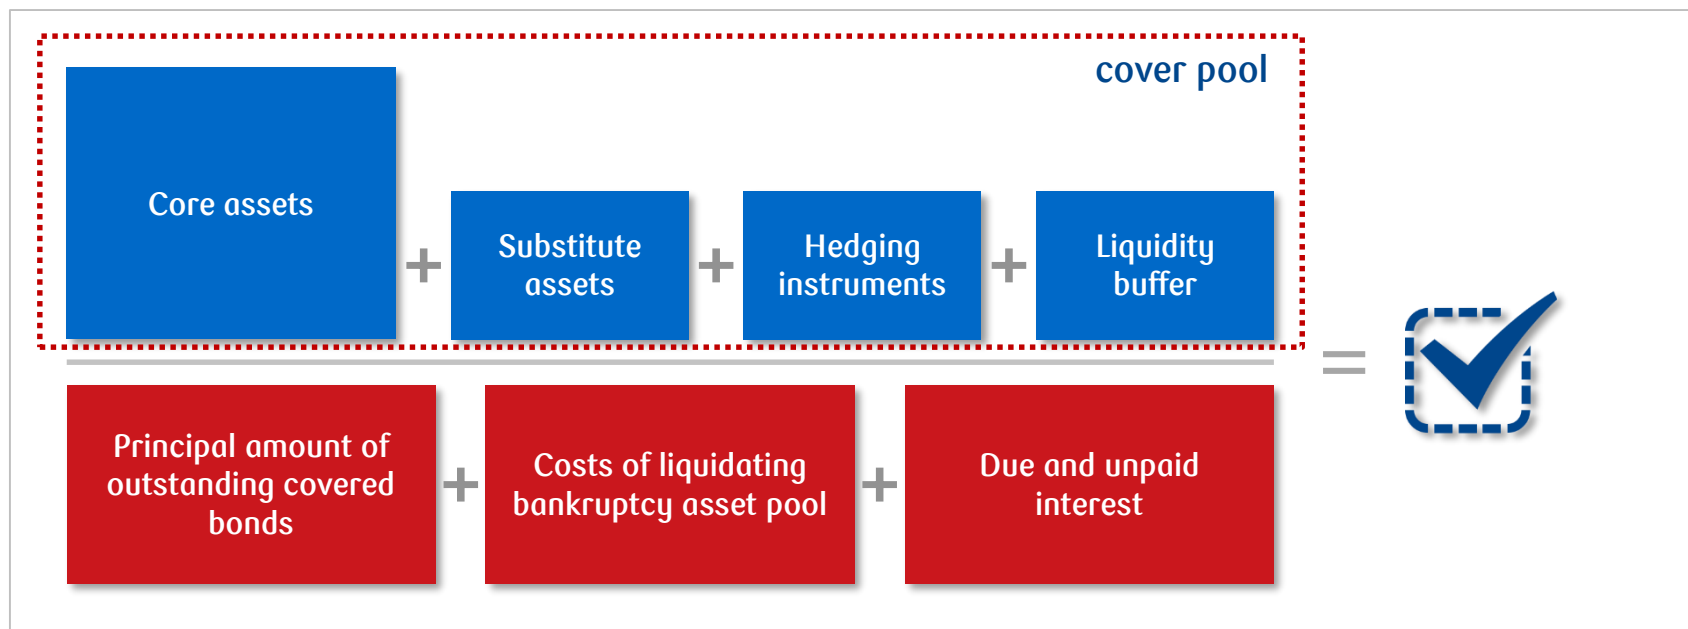 cover pool
Core assets
+
Substitute
assets
+
Hedging
instruments
+
Liquidity
buffer
=
Principal amount of
outstanding covered
bonds
+
Costs of liquidating
bankruptcy asset pool
+
Due and unpaid
interest